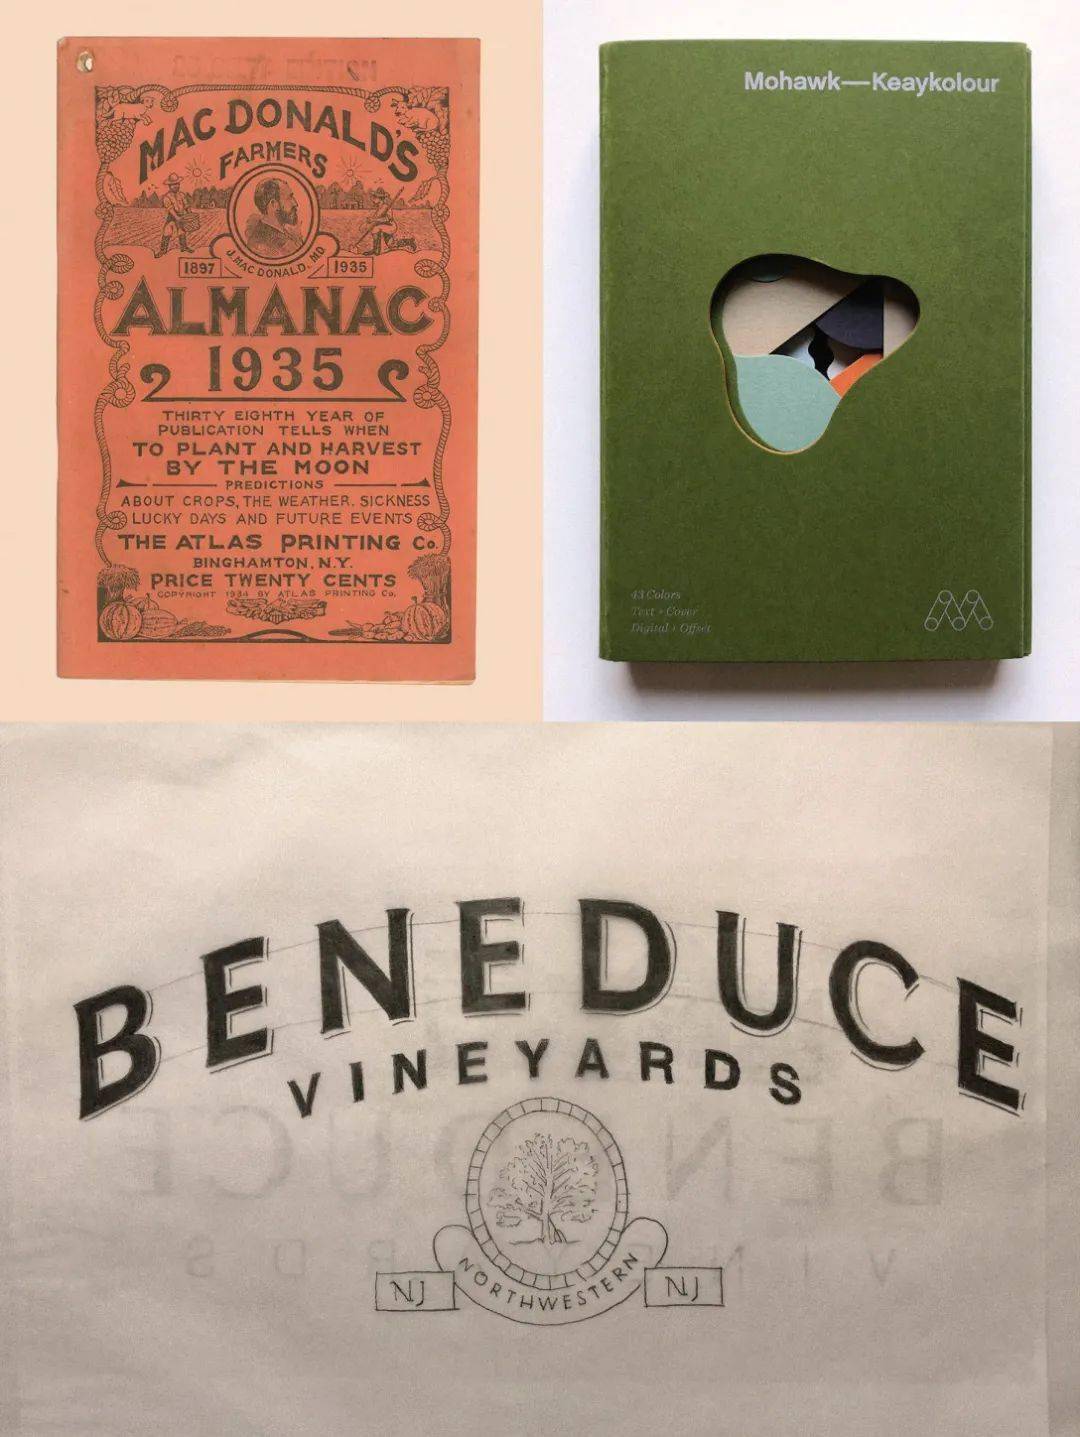 MAC DONALD'S
FARMERS
J. MAC DONALD, MD
1897
1935
ALMANAC
1935
THIRTY EIGHTH YEAR OF
PUBLICATION TELLS WHEN
TO PLANT AND HARVEST
BY THE MOON
PREDICTIONS
ABOUT CROPS, THE WEATHER, SICKNESS
LUCKY DAYS AND FUTURE EVENTS
THE ATLAS PRINTING Co.
BINGHAMTON, N.Y.
PRICE TWENTY CENTS
COPYRIGHT 1934 BY ATLAS PRINTING Co.
Mohawk—Keaykolour
43 Colors
Text + Cover
Digital + Offset
BENEDUCE
VINEYARDS
NJ
NORTHWESTERN
NJ